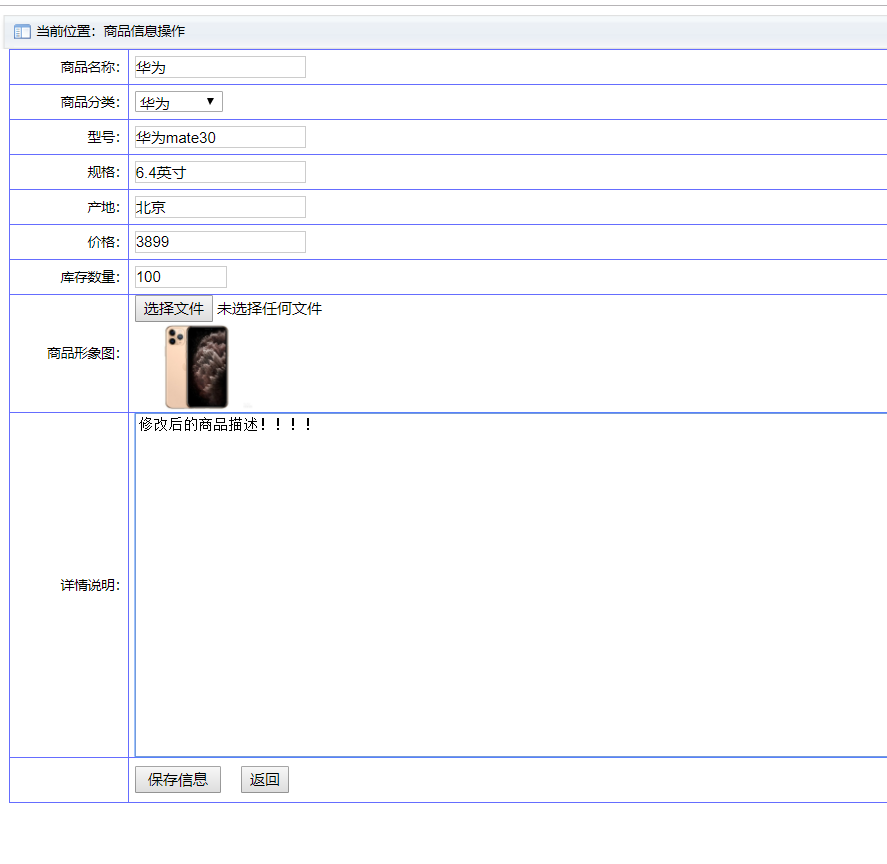 当前位置：商品信息操作
商品名称： 华为
商品分类： 华为
型号： 华为mate30
规格： 6.4英寸
产地： 北京
价格： 3899
库存数量： 100
选择文件 未选择任何文件
商品形象图：
修改后的商品描述！！！！
详情说明：
保存信息 返回